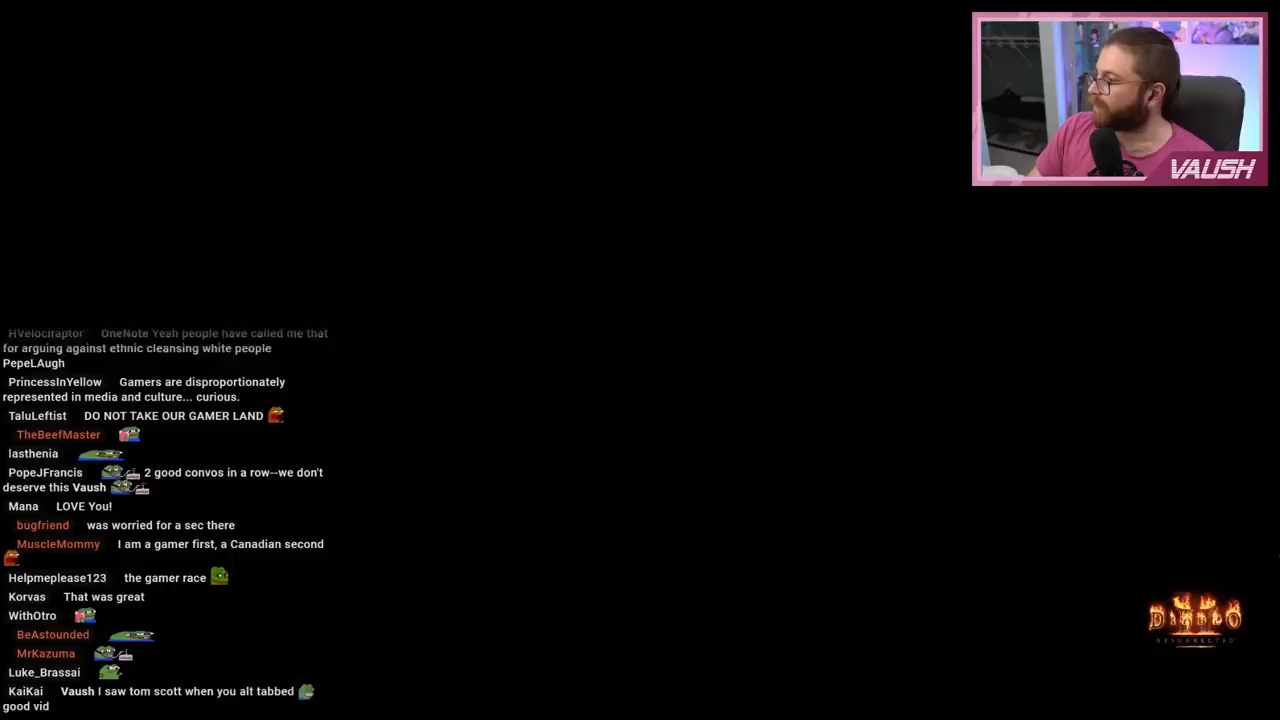 VAUSH
HVelociraptor OneNote Yeah people have called me that
for arguing against ethnic cleansing white people
PepeLAugh
PrincessInYellow Gamers are disproportionately
represented in media and culture... curious.
TaluLeftist DO NOT TAKE OUR GAMER LAND
TheBeefMaster
lasthenia
PopeJFrancis 2 good convos in a row--we don't
deserve this Vaush
Mana LOVE You!
bugfriend was worried for a sec there
MuscleMommy I am a gamer first, a Canadian second
Helpmeplease123 the gamer race
Korvas That was great
WithOtro
BeAstounded
MrKazuma
Luke_Brassai
KaiKai Vaush I saw tom scott when you alt tabbed
good vid
DIABLO
RESURRECTED